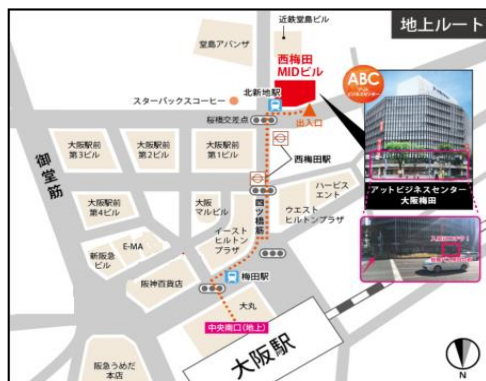 地上ルート
近鉄堂島ビル
堂島アバンザ
西梅田
MIDビル
北新地駅
スターバックスコーヒー
出入口
桜橋交差点
ABC
アットビジネスセンター
大阪梅田
御堂筋
大阪駅前
第3ビル
大阪駅前
第2ビル
大阪駅前
第1ビル
西梅田駅
ハービス
エント
大阪駅前
第4ビル
大阪
マルビル
四ツ橋筋
ウエスト
ヒルトンプラザ
イースト
ヒルトン
プラザ
E-MA
新阪急
ビル
阪神百貨店
梅田駅
大丸
中央南口(地上)
大阪駅
阪急うめだ
本店
N